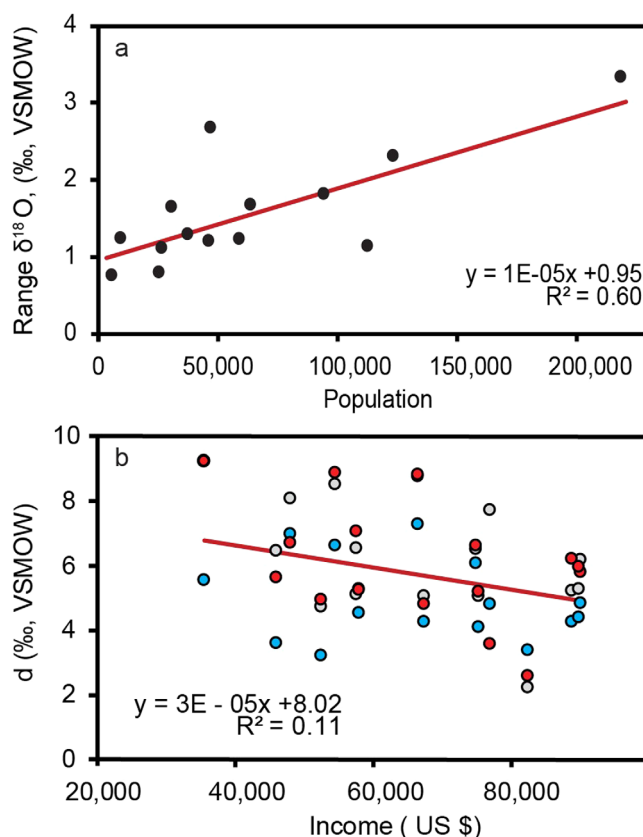 a
Range δ¹⁸O, (‰, VSMOW)
4
3
2
1
0
y = 1E-05x +0.95
R² = 0.60
0 50,000 100,000 150,000 200,000
Population
b
d (‰, VSMOW)
10
8
6
4
2
0
y = 3E - 05x +8.02
R² = 0.11
20,000 40,000 60,000 80,000
Income ( US $)